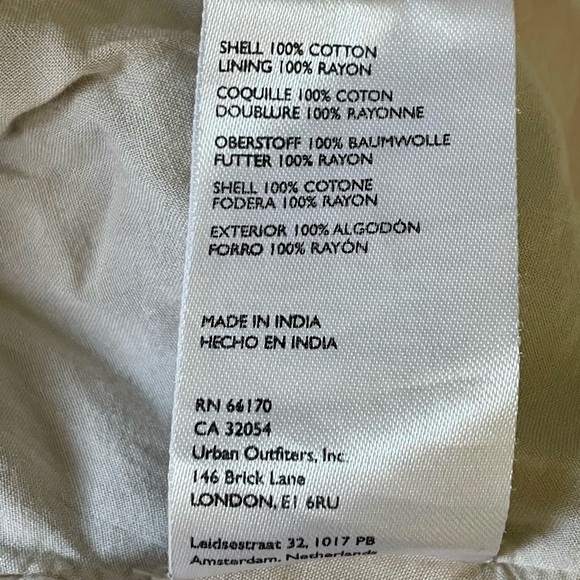 SHELL 100% COTTON
LINING 100% RAYON
COQUILLE 100% COTON
DOUBLURE 100% RAYONNE
OBERSTOFF 100% BAUMWOLLE
FUTTER 100% RAYON
SHELL 100% COTONE
FODERA 100% RAYON
EXTERIOR 100% ALGODÓN
FORRO 100% RAYÓN
MADE IN INDIA
HECHO EN INDIA
RN 66170
CA 32054
Urban Outfitters, Inc.
146 Brick Lane
LONDON, E1 6RU
Leidsestraat 32, 1017 PB
Amsterdam, Netherlands